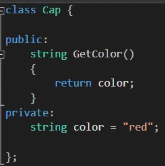 class Cap {
public:
string GetColor()
{
return color;
}
private:
string color = "red";
};